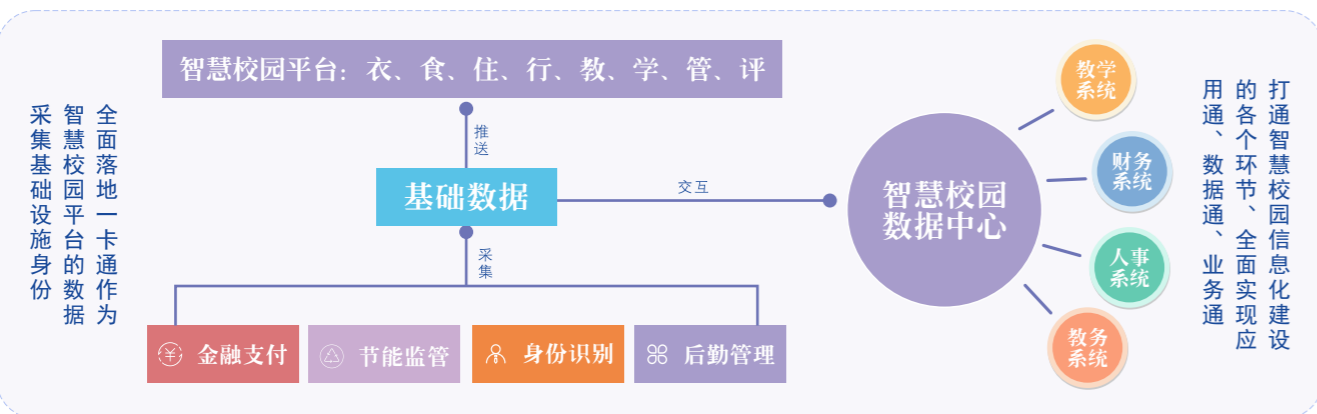 全面落地一卡通作为
智慧校园平台的数据
采集基础设施身份
智慧校园平台：衣、食、住、行、教、学、管、评
推送
基础数据
交互
采集
金融支付
节能监管
身份识别
后勤管理
智慧校园
数据中心
教学
系统
财务
系统
人事
系统
教务
系统
打通智慧校园信息化建设
的各个环节、全面实现应
用通、数据通、业务通